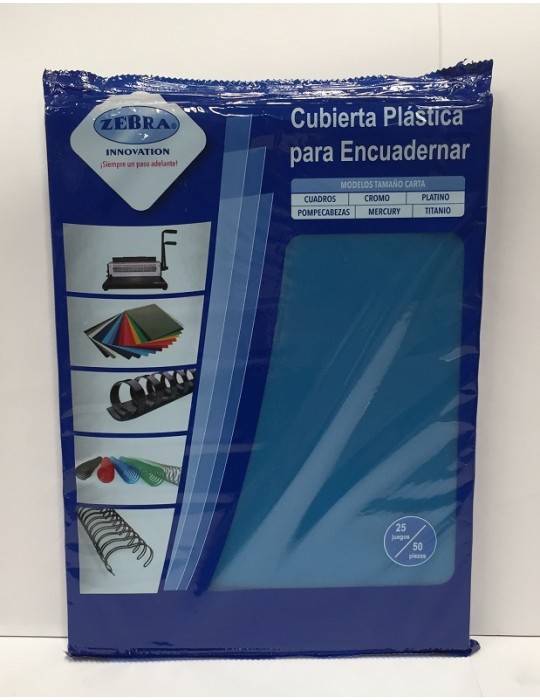 ZEBRA®
INNOVATION
¡Siempre un paso adelante!
Cubierta Plástica
para Encuadernar
MODELOS TAMAÑO CARTA
CUADROS CROMO PLATINO
POMPECABEZAS MERCURY TITANIO
25
juegos
50
piezas